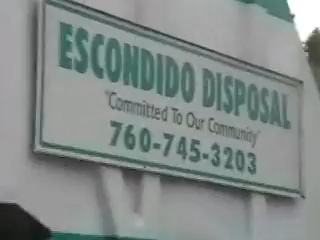 ESCONDIDO DISPOSAL
"Committed To Our Community"
760-745-3203